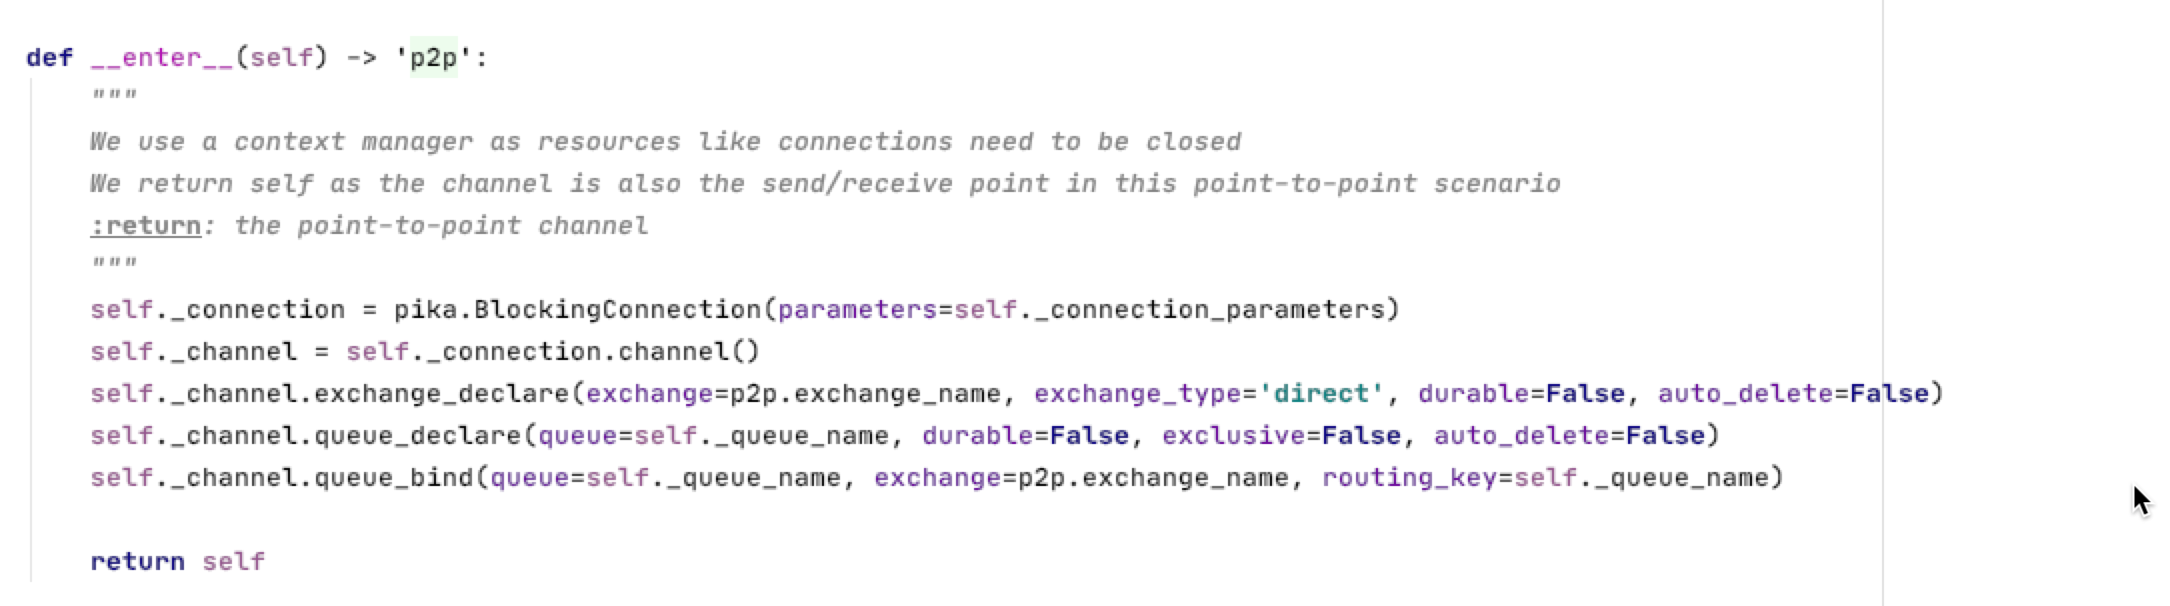 def __enter__(self) -> 'p2p':
    """
    We use a context manager as resources like connections need to be closed
    We return self as the channel is also the send/receive point in this point-to-point scenario
    :return: the point-to-point channel
    """
    self._connection = pika.BlockingConnection(parameters=self._connection_parameters)
    self._channel = self._connection.channel()
    self._channel.exchange_declare(exchange=p2p.exchange_name, exchange_type='direct', durable=False, auto_delete=False)
    self._channel.queue_declare(queue=self._queue_name, durable=False, exclusive=False, auto_delete=False)
    self._channel.queue_bind(queue=self._queue_name, exchange=p2p.exchange_name, routing_key=self._queue_name)

    return self